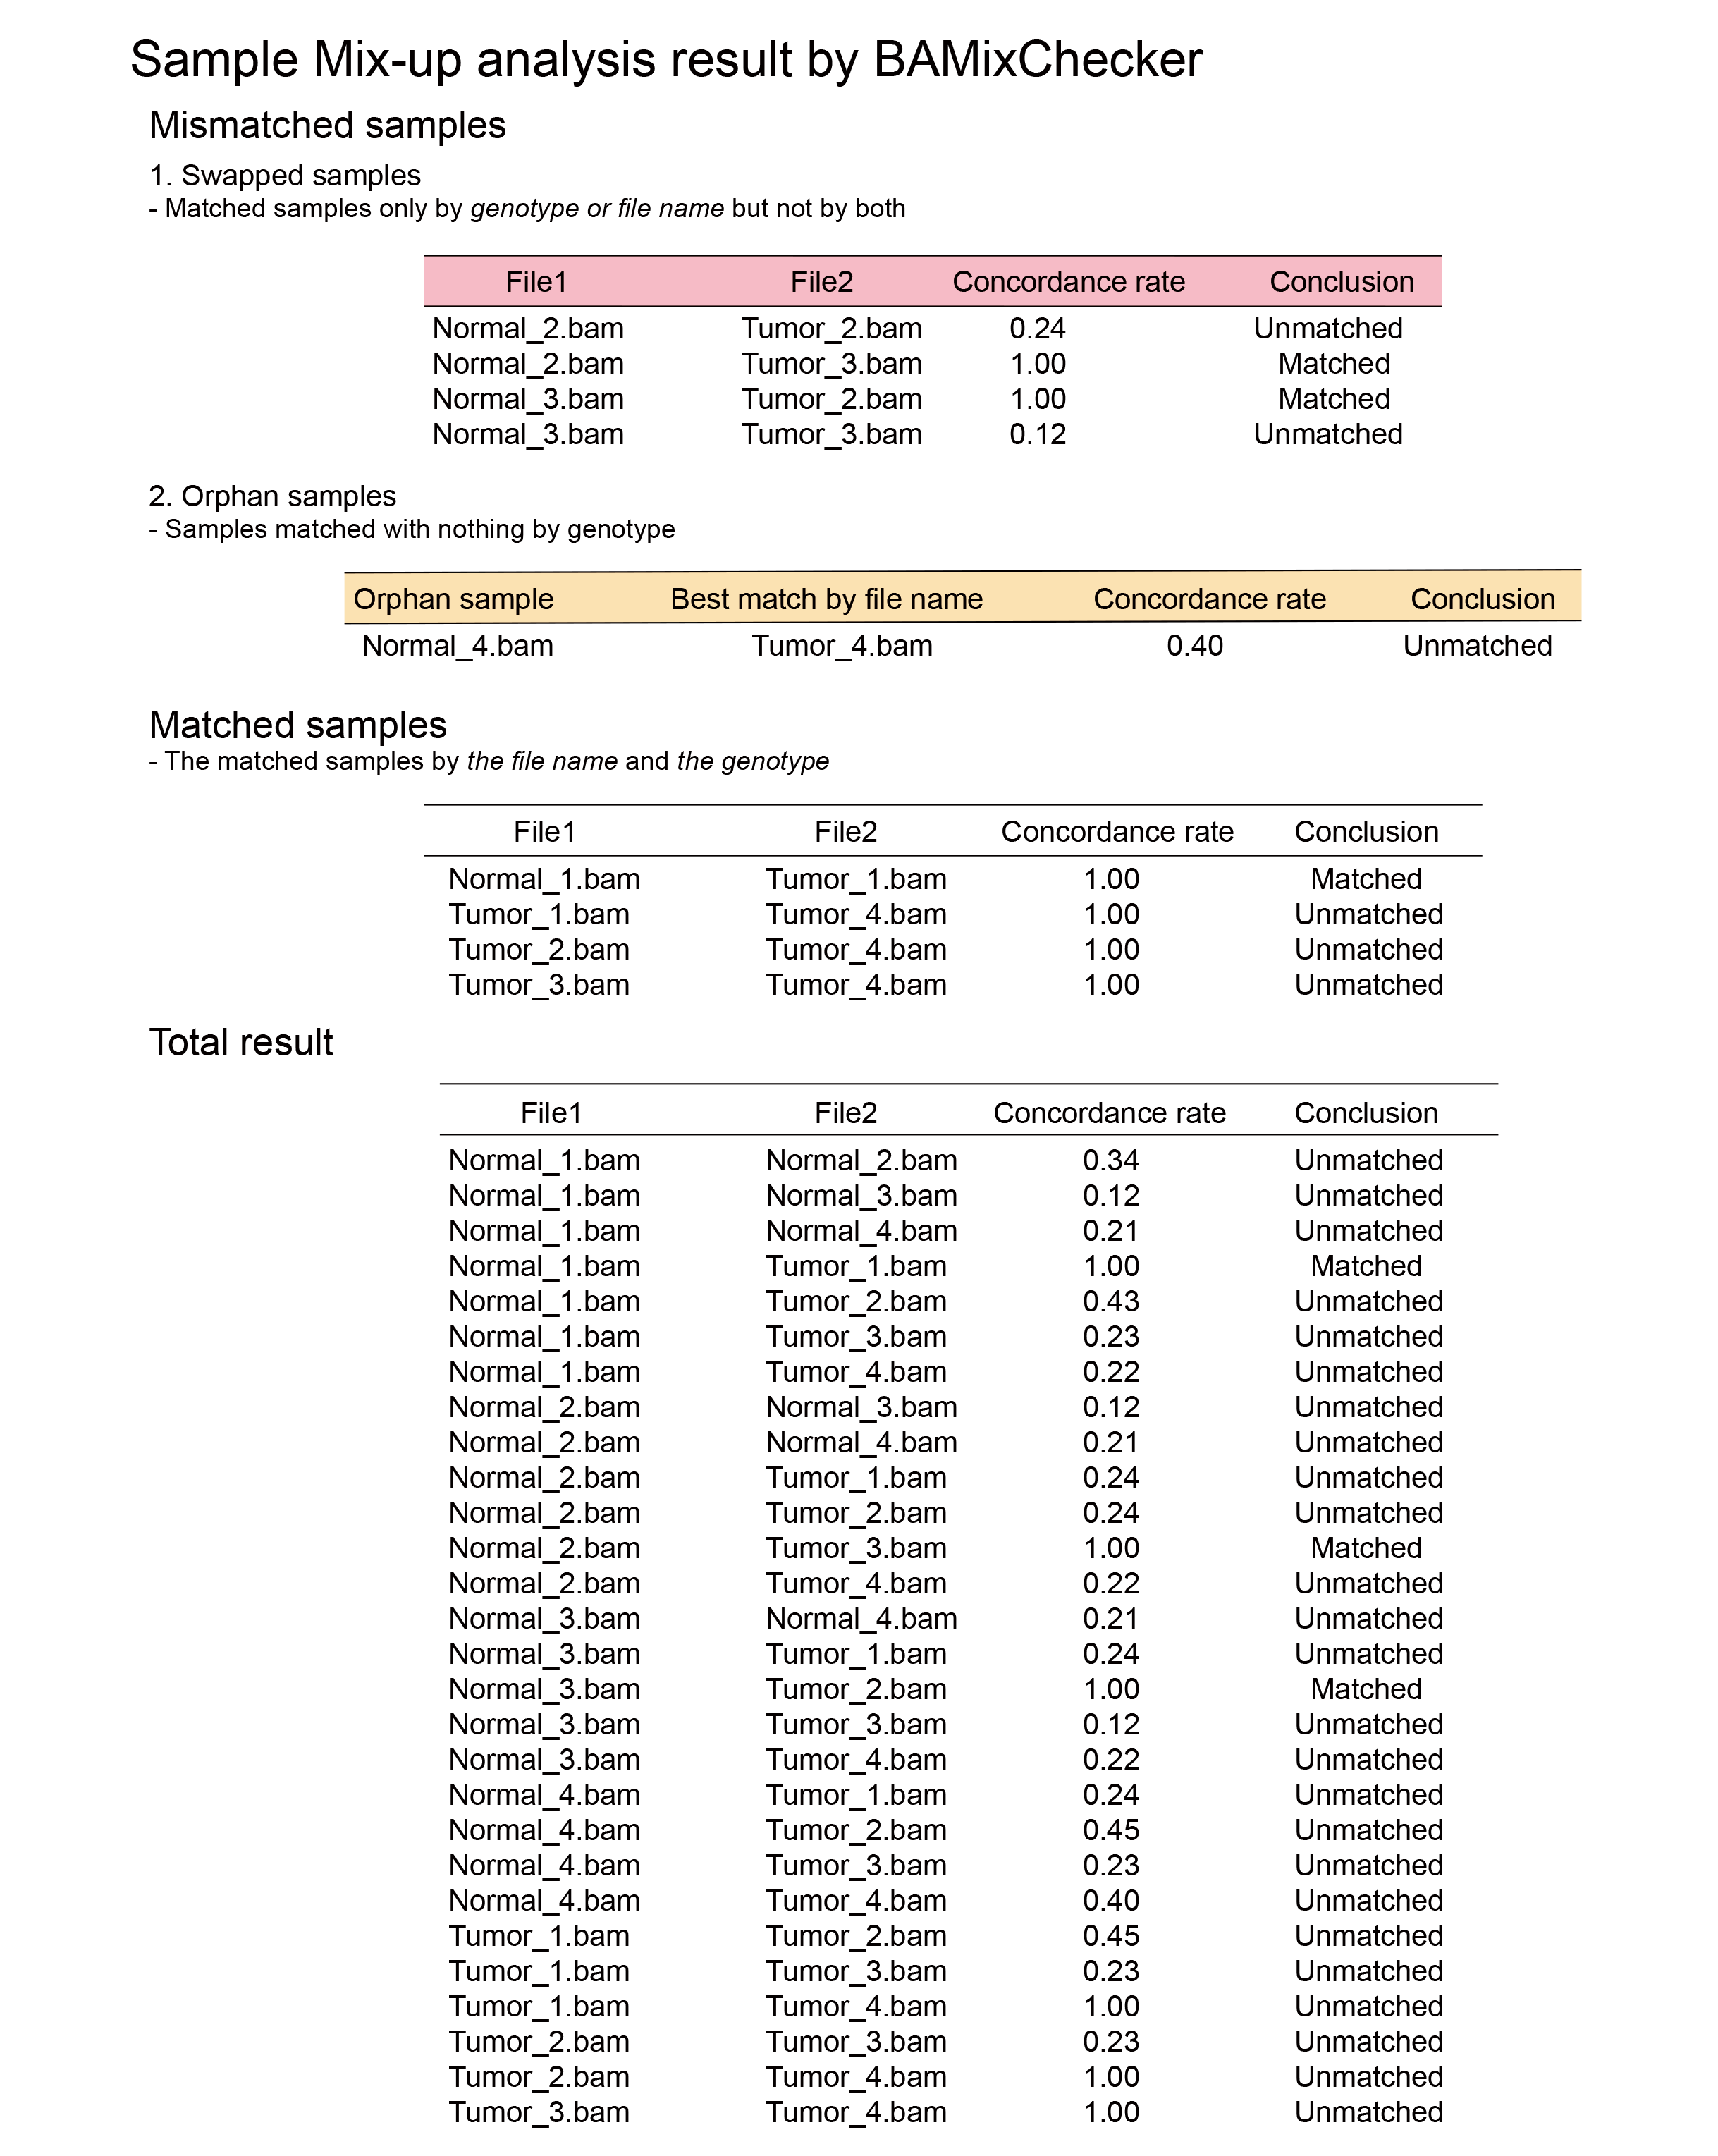 Sample Mix-up analysis result by BAMixChecker
Mismatched samples
1. Swapped samples
- Matched samples only by genotype or file name but not by both
File1 File2 Concordance rate Conclusion
Normal_2.bam Tumor_2.bam 0.24 Unmatched
Normal_2.bam Tumor_3.bam 1.00 Matched
Normal_3.bam Tumor_2.bam 1.00 Matched
Normal_3.bam Tumor_3.bam 0.12 Unmatched
2. Orphan samples
- Samples matched with nothing by genotype
Orphan sample Best match by file name Concordance rate Conclusion
Normal_4.bam Tumor_4.bam 0.40 Unmatched
Matched samples
- The matched samples by the file name and the genotype
File1 File2 Concordance rate Conclusion
Normal_1.bam Tumor_1.bam 1.00 Matched
Tumor_1.bam Tumor_4.bam 1.00 Unmatched
Tumor_2.bam Tumor_4.bam 1.00 Unmatched
Tumor_3.bam Tumor_4.bam 1.00 Unmatched
Total result
File1 File2 Concordance rate Conclusion
Normal_1.bam Normal_2.bam 0.34 Unmatched
Normal_1.bam Normal_3.bam 0.12 Unmatched
Normal_1.bam Normal_4.bam 0.21 Unmatched
Normal_1.bam Tumor_1.bam 1.00 Matched
Normal_1.bam Tumor_2.bam 0.43 Unmatched
Normal_1.bam Tumor_3.bam 0.23 Unmatched
Normal_1.bam Tumor_4.bam 0.22 Unmatched
Normal_2.bam Normal_3.bam 0.12 Unmatched
Normal_2.bam Normal_4.bam 0.21 Unmatched
Normal_2.bam Tumor_1.bam 0.24 Unmatched
Normal_2.bam Tumor_2.bam 0.24 Unmatched
Normal_2.bam Tumor_3.bam 1.00 Matched
Normal_2.bam Tumor_4.bam 0.22 Unmatched
Normal_3.bam Normal_4.bam 0.21 Unmatched
Normal_3.bam Tumor_1.bam 0.24 Unmatched
Normal_3.bam Tumor_2.bam 1.00 Matched
Normal_3.bam Tumor_3.bam 0.12 Unmatched
Normal_3.bam Tumor_4.bam 0.22 Unmatched
Normal_4.bam Tumor_1.bam 0.24 Unmatched
Normal_4.bam Tumor_2.bam 0.45 Unmatched
Normal_4.bam Tumor_3.bam 0.23 Unmatched
Normal_4.bam Tumor_4.bam 0.40 Unmatched
Tumor_1.bam Tumor_2.bam 0.45 Unmatched
Tumor_1.bam Tumor_3.bam 0.23 Unmatched
Tumor_1.bam Tumor_4.bam 1.00 Unmatched
Tumor_2.bam Tumor_3.bam 0.23 Unmatched
Tumor_2.bam Tumor_4.bam 1.00 Unmatched
Tumor_3.bam Tumor_4.bam 1.00 Unmatched